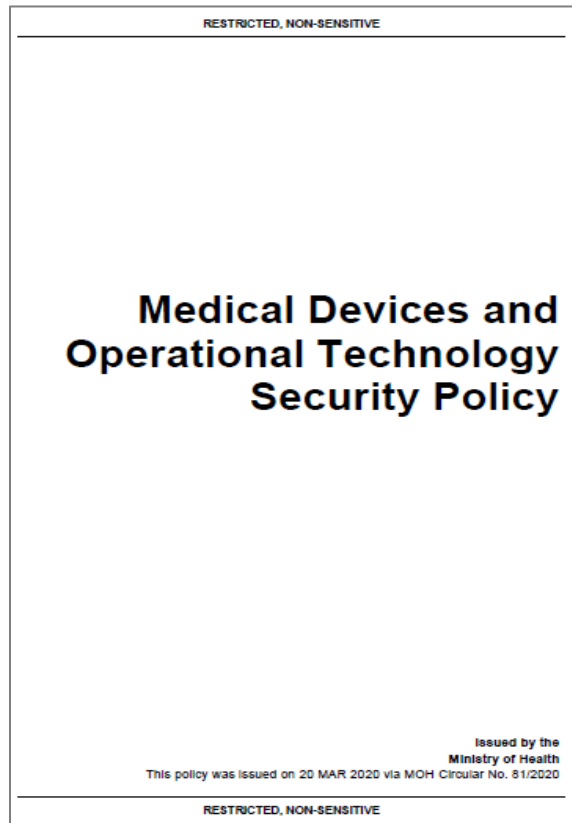 RESTRICTED, NON-SENSITIVE
Medical Devices and
Operational Technology
Security Policy
Issued by the
Ministry of Health
This policy was issued on 20 MAR 2020 via MOH Circular No. 81/2020
RESTRICTED, NON-SENSITIVE